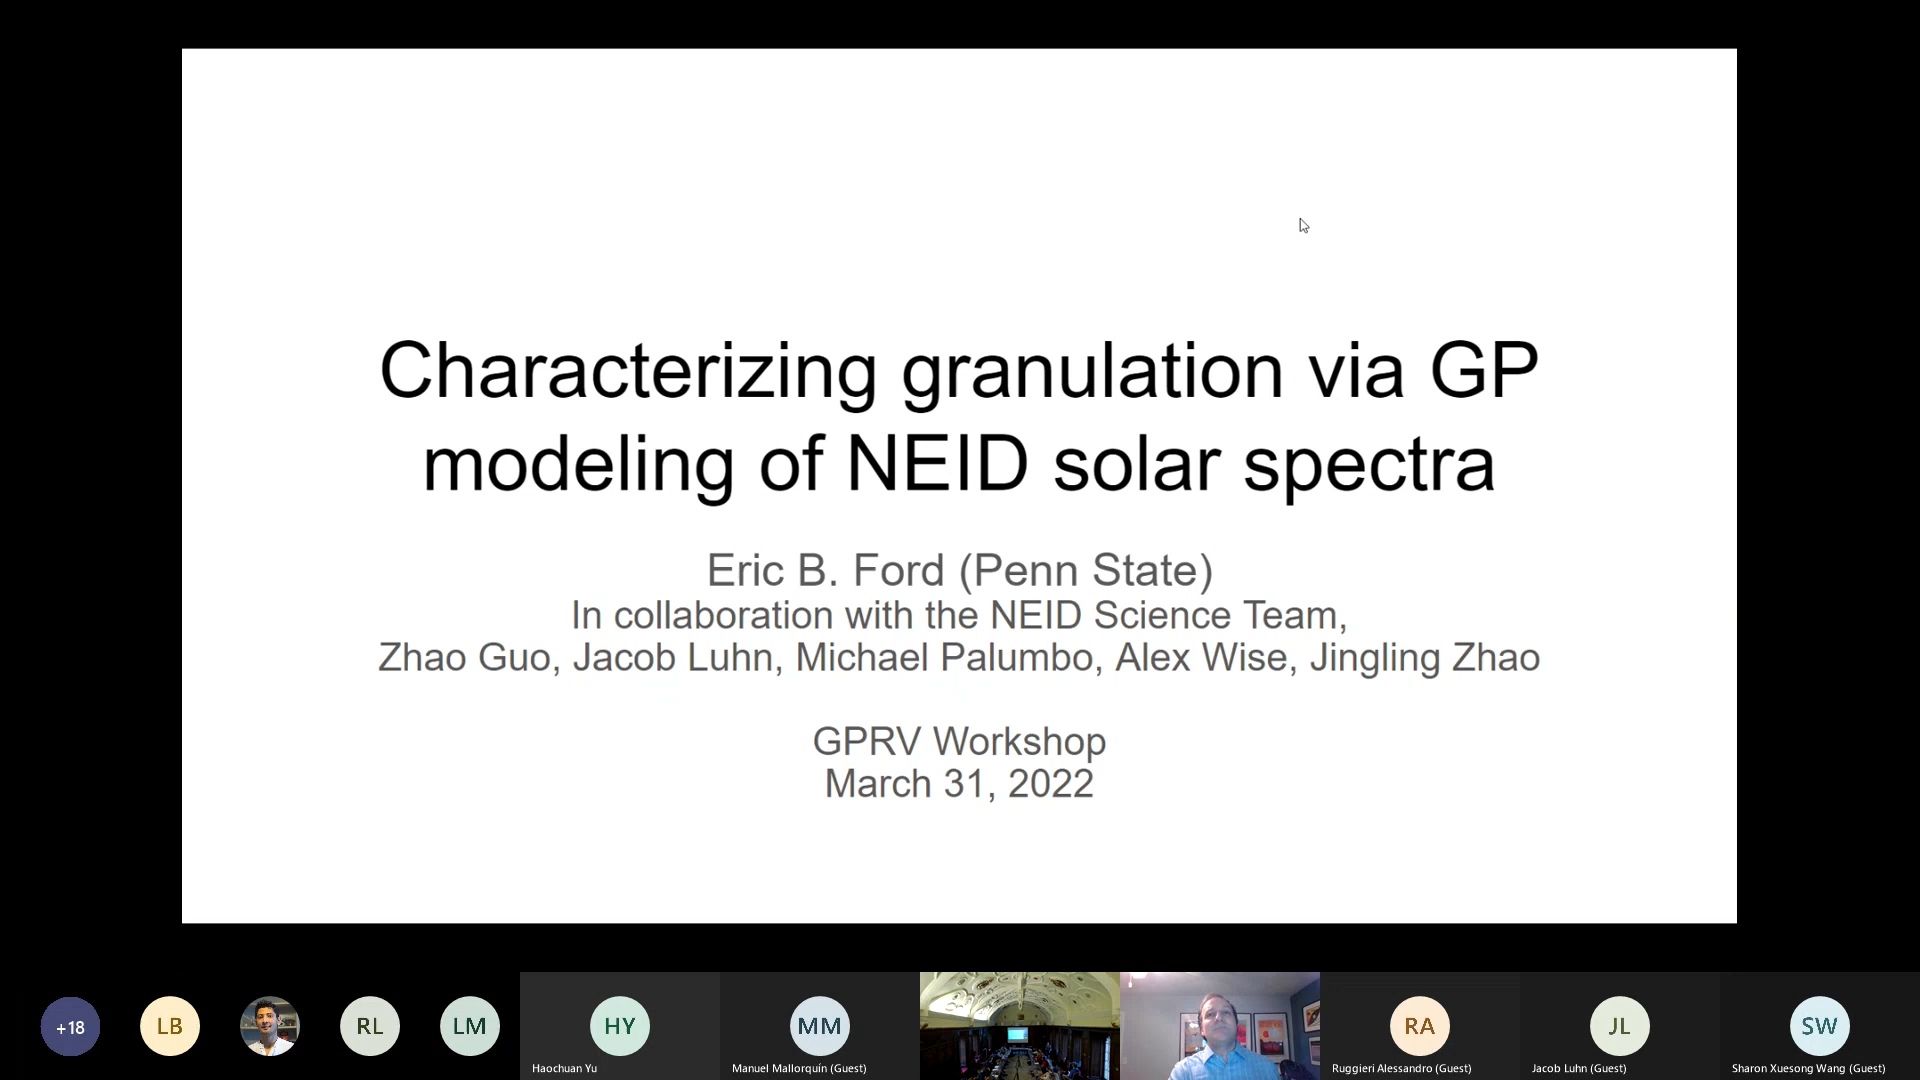 Characterizing granulation via GP
modeling of NEID solar spectra
Eric B. Ford (Penn State)
In collaboration with the NEID Science Team,
Zhao Guo, Jacob Luhn, Michael Palumbo, Alex Wise, Jingling Zhao
GPRV Workshop
March 31, 2022
+18
LB
RL
LM
HY
Haochuan Yu
MM
Manuel Mallorquín (Guest)
RA
Ruggieri Alessandro (Guest)
JL
Jacob Luhn (Guest)
SW
Sharon Xuesong Wang (Guest)